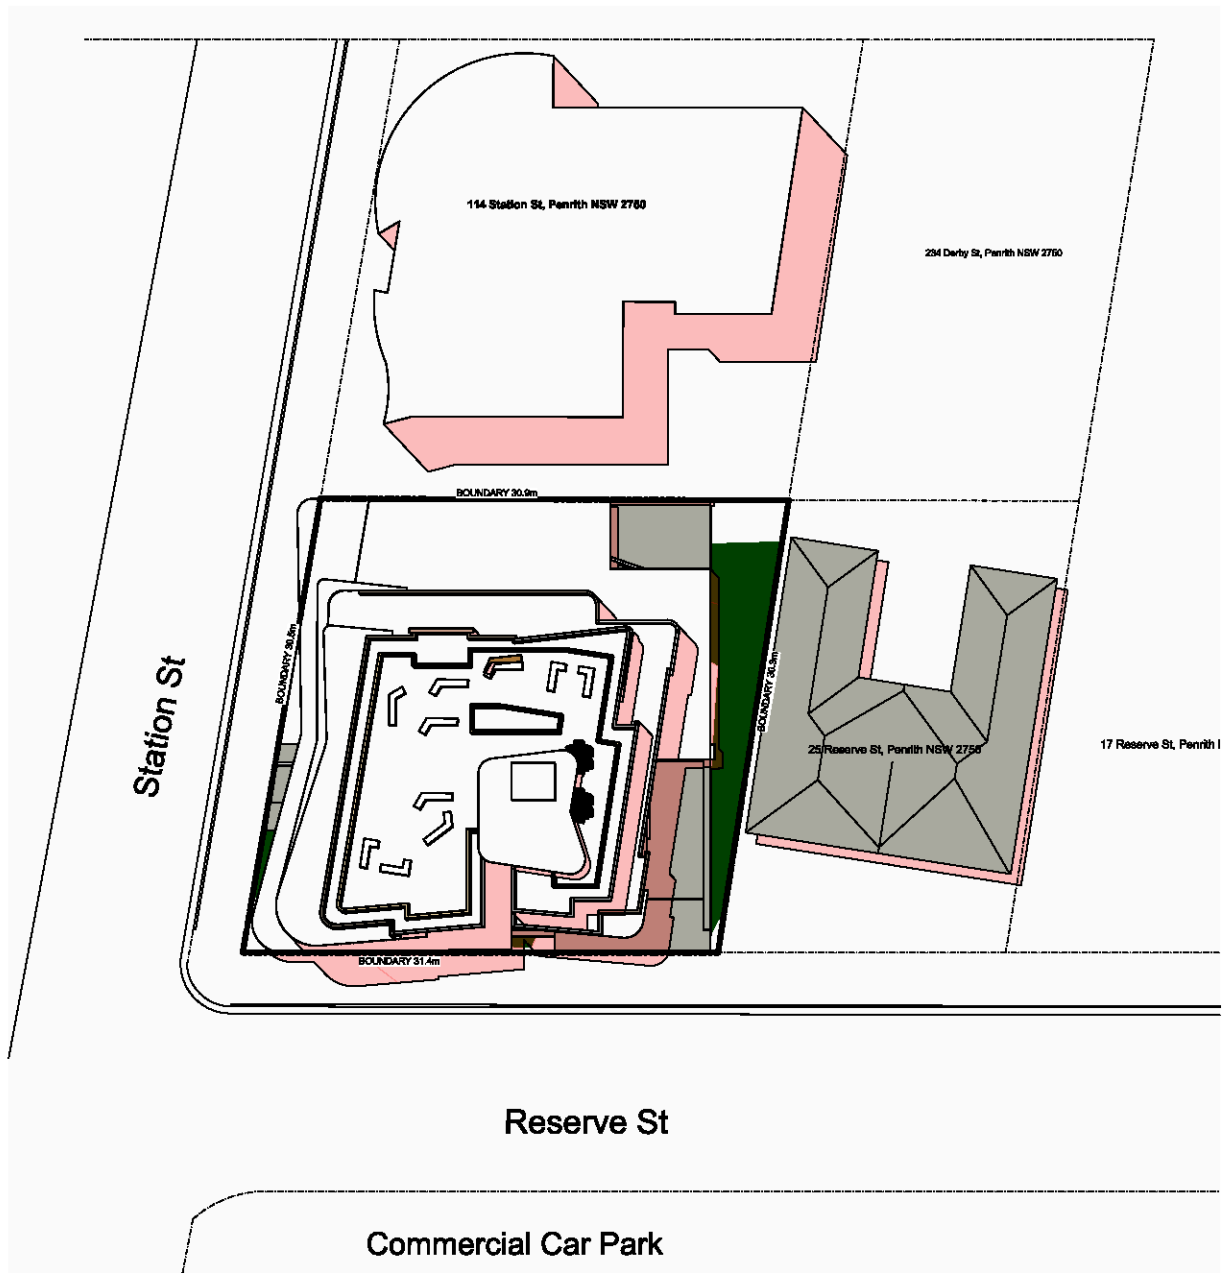 114 Station St, Penrith NSW 2750
234 Derby St, Penrith NSW 2750
BOUNDARY 30.9m
BOUNDARY 30.5m
BOUNDARY 30.9m
Station St
25 Reserve St, Penrith NSW 2750
17 Reserve St, Penrith
BOUNDARY 31.4m
Reserve St
Commercial Car Park